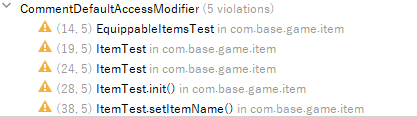 CommentDefaultAccessModifier (5 violations)
(14, 5) EquippableItemsTest in com.base.game.item
(19, 5) ItemTest in com.base.game.item
(24, 5) ItemTest in com.base.game.item
(28, 5) ItemTest.init() in com.base.game.item
(38, 5) ItemTest.setItemName() in com.base.game.item